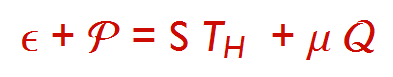 ϵ + 𝒫 = S T_H + μ Q